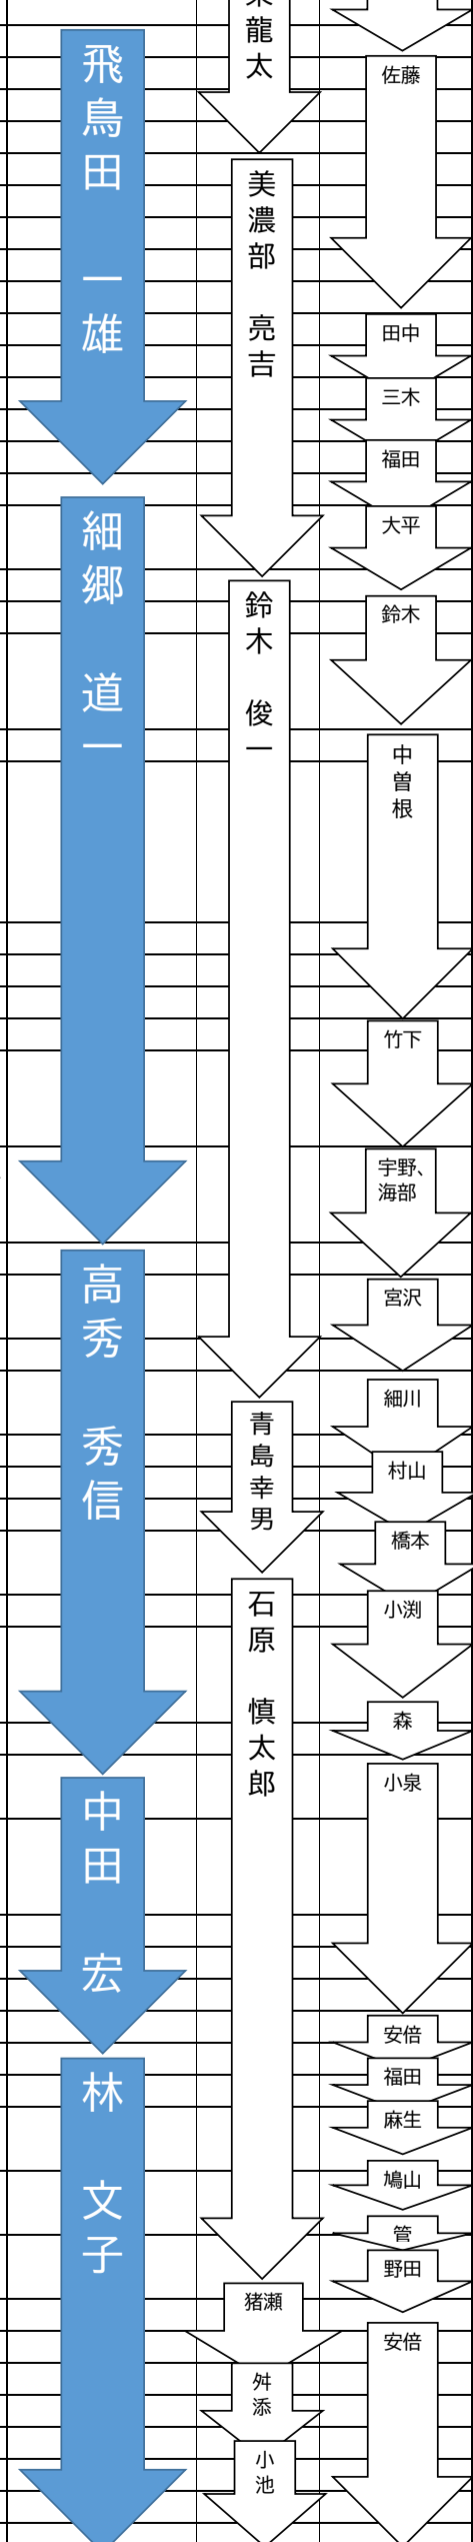 飛鳥田 一雄
細郷 道一
高秀 秀信
中田 宏
林 文子
龍太
美濃部 亮吉
鈴木 俊一
青島幸男
石原 慎太郎
猪瀬
舛添
小池
佐藤
田中
三木
福田
大平
鈴木
中曽根
竹下
宇野、
海部
宮沢
細川
村山
橋本
小渕
森
小泉
安倍
福田
麻生
鳩山
管
野田
安倍